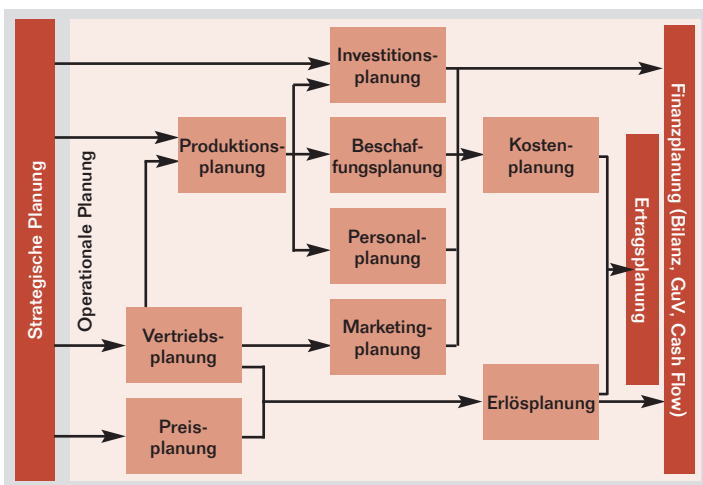 Strategische Planung
Operationale Planung
Investitions-
planung
Produktions-
planung
Beschaf-
fungsplanung
Kosten-
planung
Personal-
planung
Vertriebs-
planung
Marketing-
planung
Preis-
planung
Erlösplanung
Ertragsplanung
Finanzplanung (Bilanz, GuV, Cash Flow)